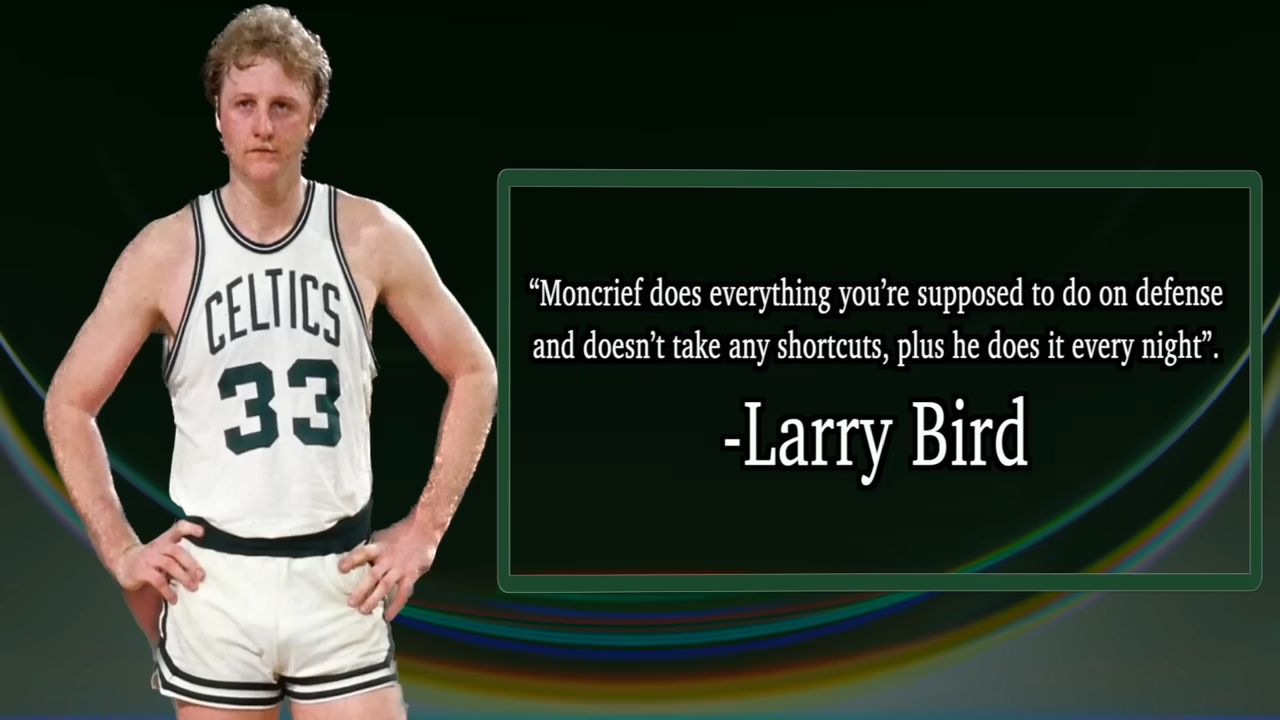 CELTICS
33
“Moncrief does everything you’re supposed to do on defense
and doesn’t take any shortcuts, plus he does it every night”.
-Larry Bird